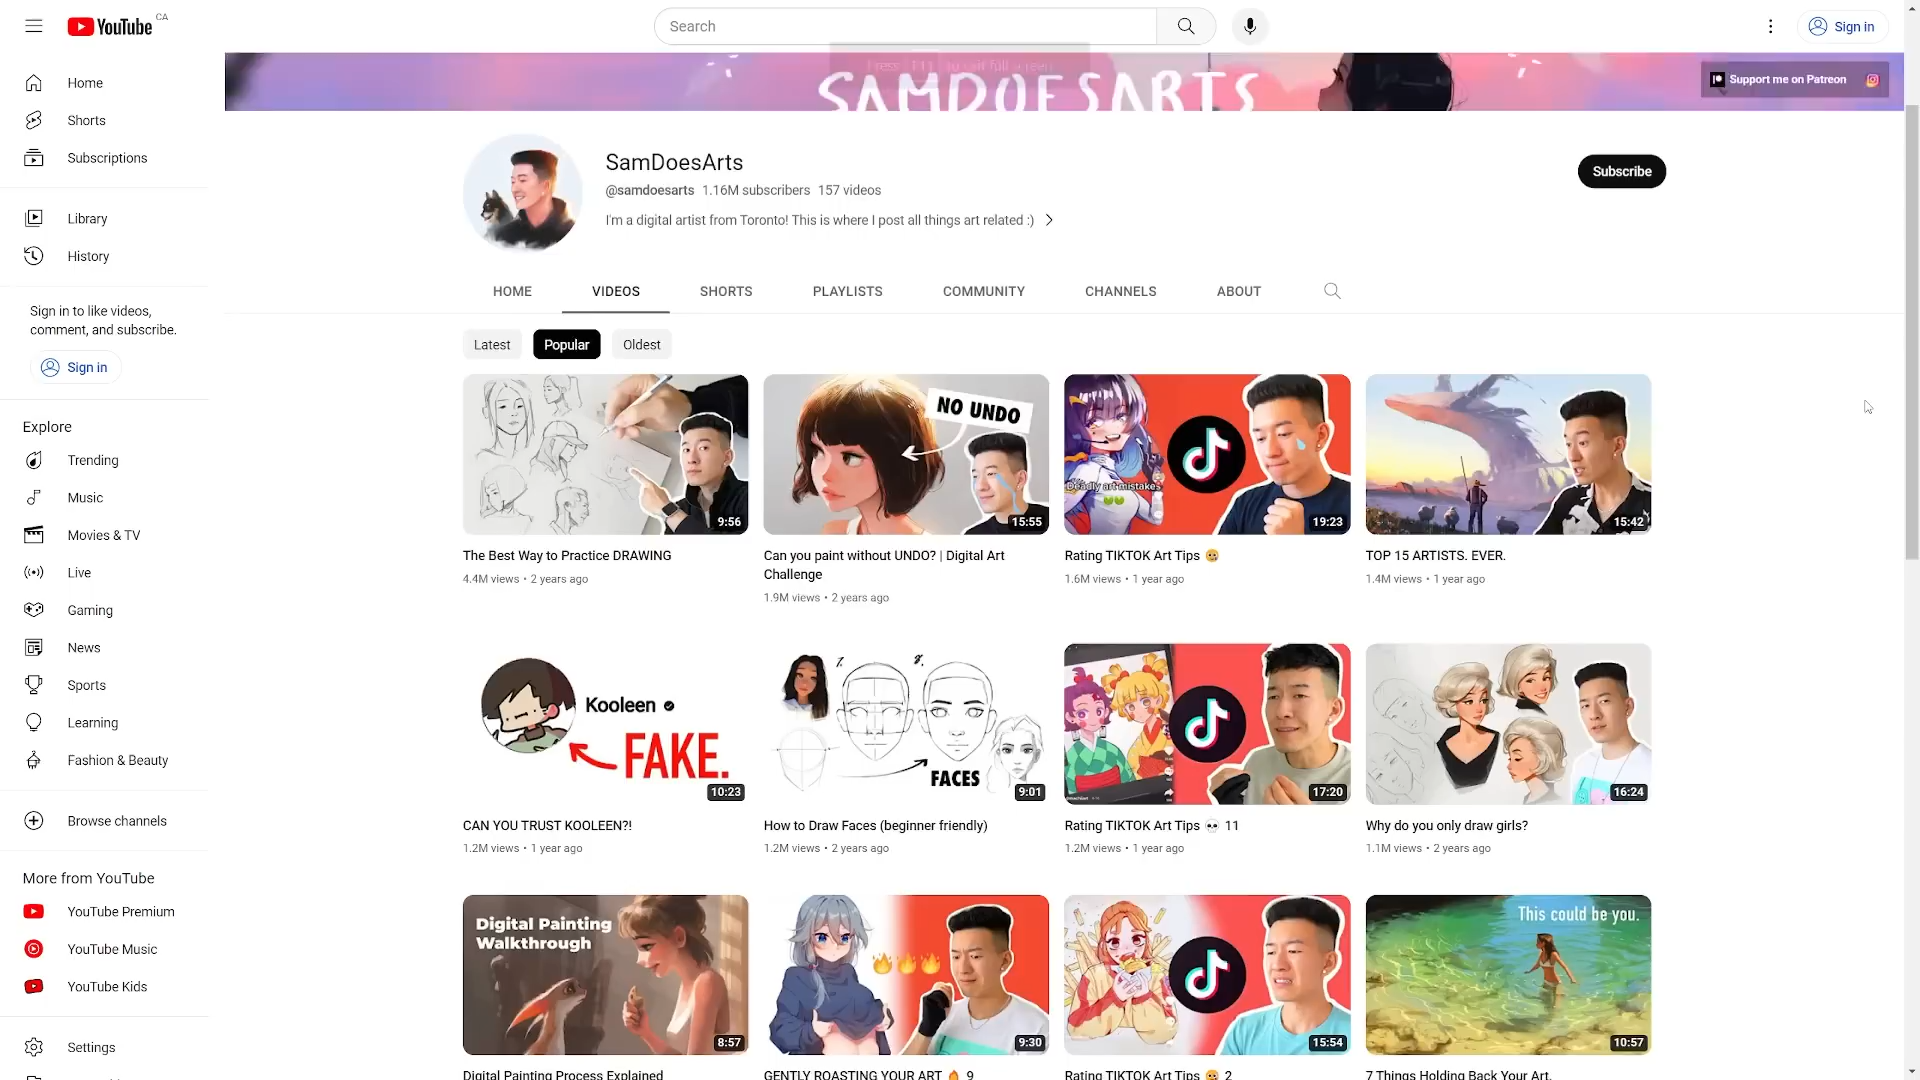 YouTube CA
Search
Sign in
Home
Shorts
Subscriptions
Library
History
Sign in to like videos,
comment, and subscribe.
Sign in
Explore
Trending
Music
Movies & TV
Live
Gaming
News
Sports
Learning
Fashion & Beauty
Browse channels
More from YouTube
YouTube Premium
YouTube Music
YouTube Kids
Settings
SAMDOESARTS
Support me on Patreon
SamDoesArts
@samdoesarts 1.16M subscribers 157 videos
I'm a digital artist from Toronto! This is where I post all things art related :)
Subscribe
HOME VIDEOS SHORTS PLAYLISTS COMMUNITY CHANNELS ABOUT
Latest Popular Oldest
9:56
The Best Way to Practice DRAWING
4.4M views • 2 years ago
NO UNDO
15:55
Can you paint without UNDO? | Digital Art
Challenge
1.9M views • 2 years ago
Deadly art mistakes
19:23
Rating TIKTOK Art Tips 😬
1.6M views • 1 year ago
15:42
TOP 15 ARTISTS. EVER.
1.4M views • 1 year ago
Kooleen
FAKE.
10:23
CAN YOU TRUST KOOLEEN?!
1.2M views • 1 year ago
1. 8.
FACES
9:01
How to Draw Faces (beginner friendly)
1.2M views • 2 years ago
17:20
Rating TIKTOK Art Tips 💀 11
1.2M views • 1 year ago
16:24
Why do you only draw girls?
1.1M views • 2 years ago
Digital Painting
Walkthrough
8:57
Digital Painting Process Explained
9:30
GENTLY ROASTING YOUR ART 🔥 9
15:54
Rating TIKTOK Art Tips 😬 2
This could be you.
10:57
7 Things Holding Back Your Art.